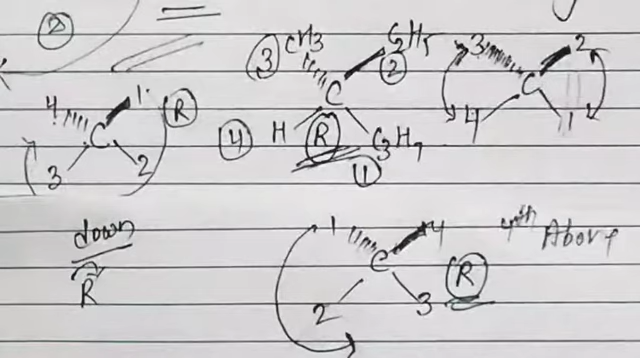 ②
③ CH3 C2H5 ② 3 2
C C
④ H Ⓡ C3H7 ① 4 1
4 1 Ⓡ
C
3 2
down
R
1 4 4th Above
C
2 3 Ⓡ